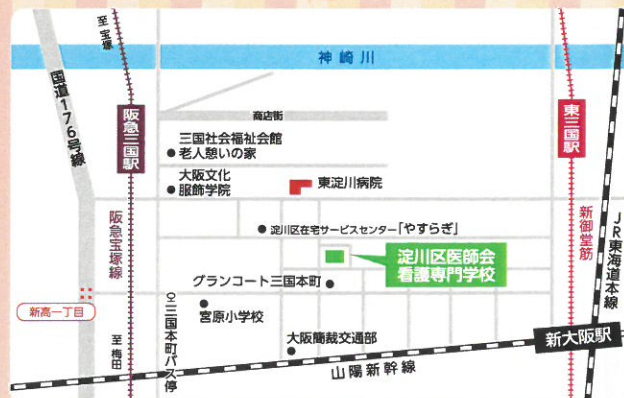 至 宝塚
神崎川
国道176号線
阪急三国駅
商店街
東三国駅
三国社会福祉会館
老人憩いの家
大阪文化
服飾学院
東淀川病院
阪急宝塚線
淀川区在宅サービスセンター「やすらぎ」
新御堂筋
JR東海道本線
淀川区医師会
看護専門学校
グランコート三国本町
新高一丁目
宮原小学校
三国本町バス停
至 梅田
大阪簡裁交通部
新大阪駅
山陽新幹線